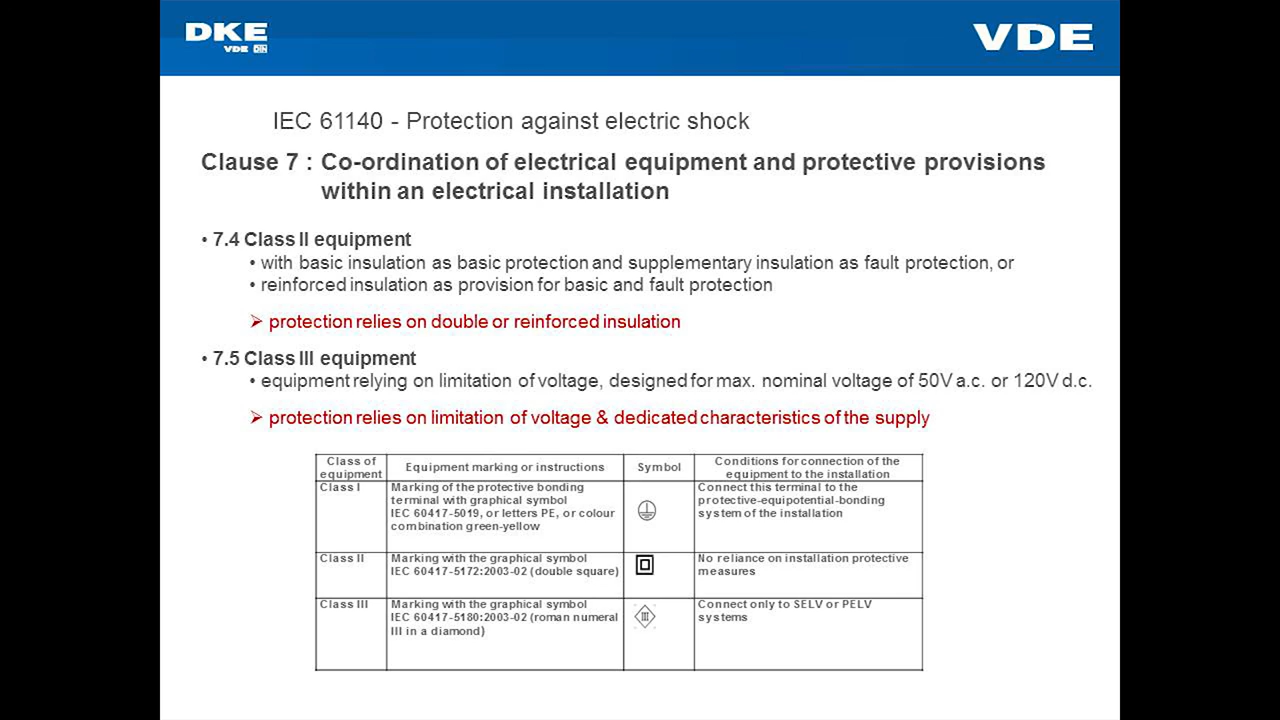 DKE
VDE DIN
VDE
IEC 61140 - Protection against electric shock
Clause 7 : Co-ordination of electrical equipment and protective provisions
within an electrical installation
• 7.4 Class II equipment
• with basic insulation as basic protection and supplementary insulation as fault protection, or
• reinforced insulation as provision for basic and fault protection
➢ protection relies on double or reinforced insulation
• 7.5 Class III equipment
• equipment relying on limitation of voltage, designed for max. nominal voltage of 50V a.c. or 120V d.c.
➢ protection relies on limitation of voltage & dedicated characteristics of the supply
Class of
equipment
Equipment marking or instructions
Symbol
Conditions for connection of the
equipment to the installation
Class I
Marking of the protective bonding
terminal with graphical symbol
IEC 60417-5019, or letters PE, or colour
combination green-yellow
Connect this terminal to the
protective-equipotential-bonding
system of the installation
Class II
Marking with the graphical symbol
IEC 60417-5172:2003-02 (double square)
No reliance on installation protective
measures
Class III
Marking with the graphical symbol
IEC 60417-5180:2003-02 (roman numeral
III in a diamond)
III
Connect only to SELV or PELV
systems